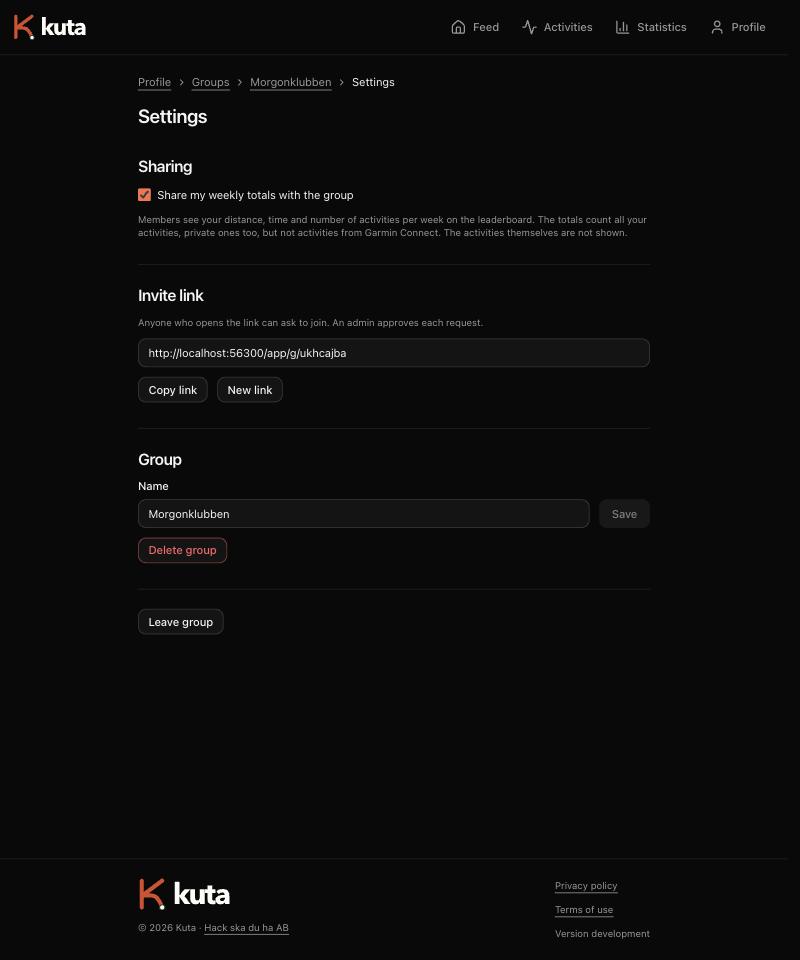 kuta
Feed
Activities
Statistics
Profile
Profile > Groups > Morgonklubben > Settings
Settings
Sharing
Share my weekly totals with the group
Members see your distance, time and number of activities per week on the leaderboard. The totals count all your
activities, private ones too, but not activities from Garmin Connect. The activities themselves are not shown.
Invite link
Anyone who opens the link can ask to join. An admin approves each request.
http://localhost:56300/app/g/ukhcajba
Copy link
New link
Group
Name
Morgonklubben
Save
Delete group
Leave group
kuta
© 2026 Kuta · Hack ska du ha AB
Privacy policy
Terms of use
Version development